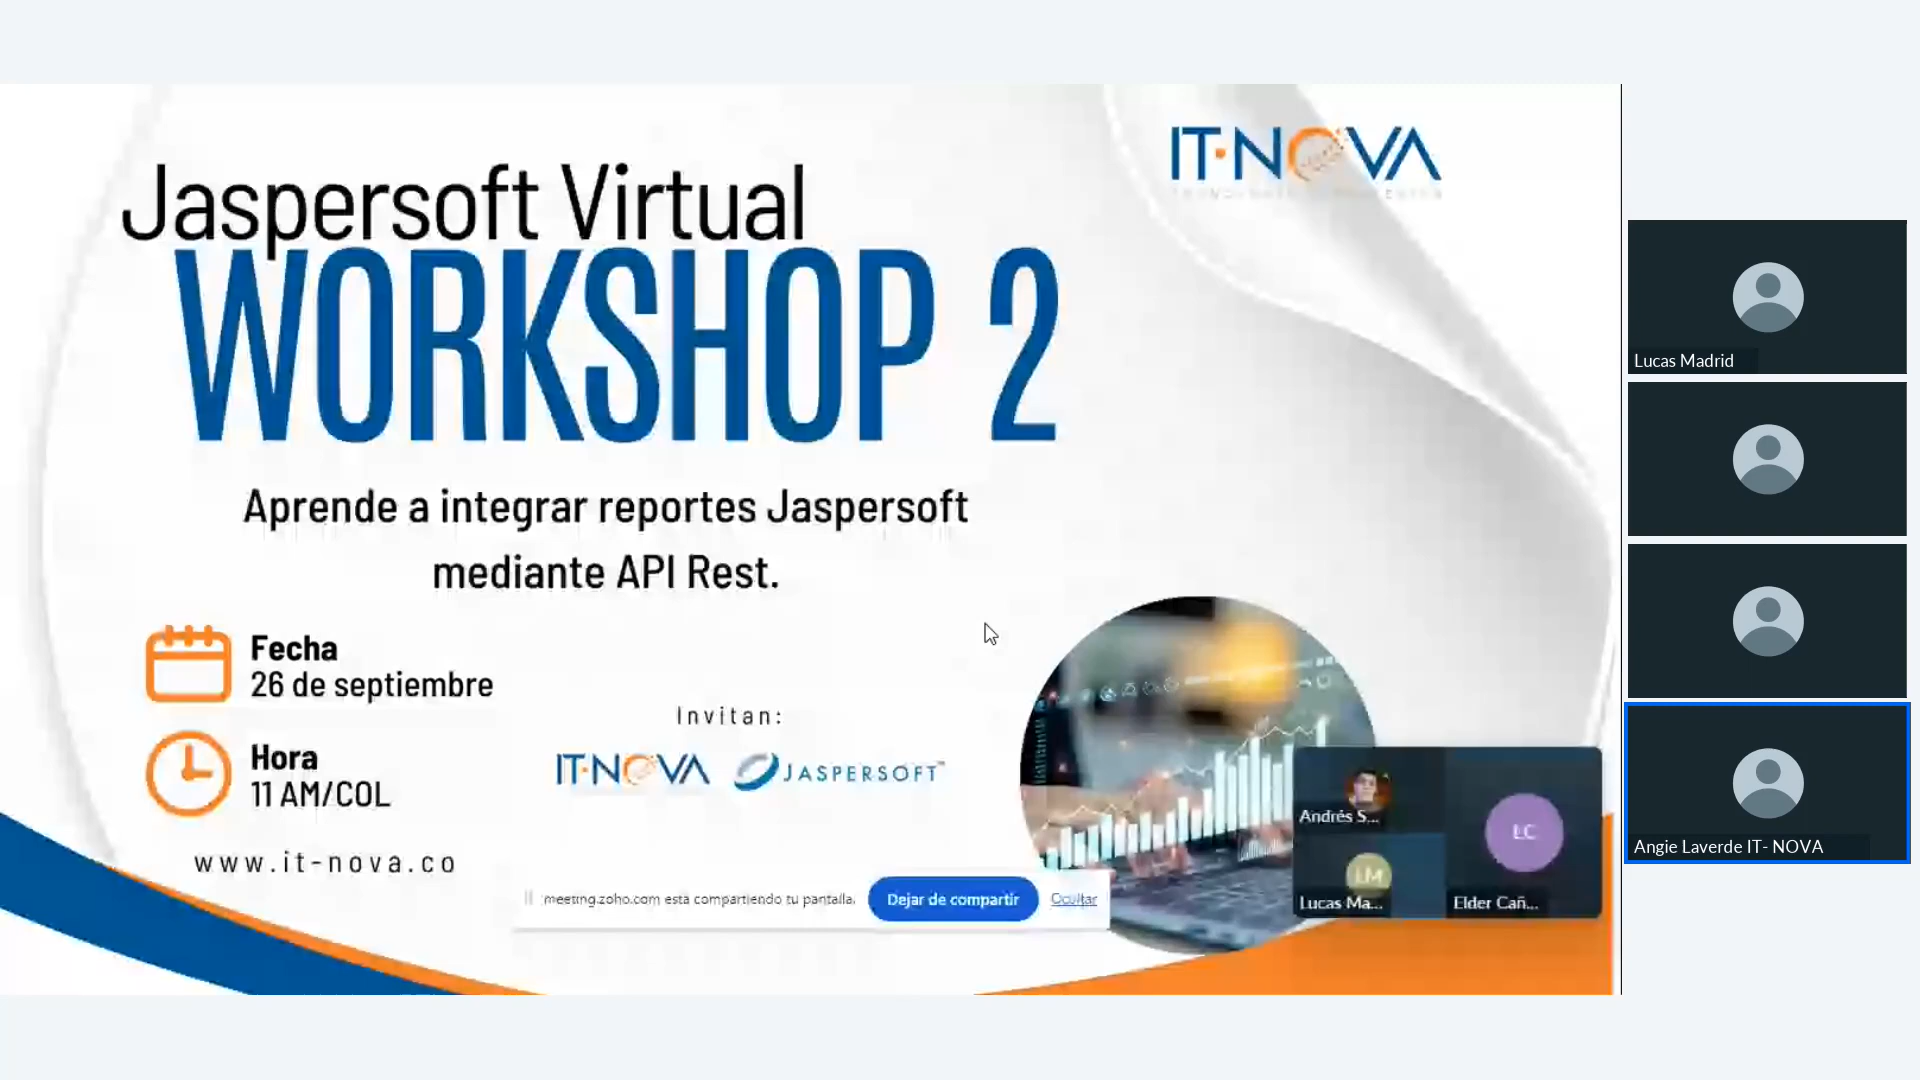 IT·NOVA
Jaspersoft Virtual
WORKSHOP 2
Aprende a integrar reportes Jaspersoft
mediante API Rest.
Fecha
26 de septiembre
Hora
11 AM/COL
www.it-nova.co
Invitan:
IT·NOVA
JASPERSOFT™
meeting.zoho.com está compartiendo tu pantalla.
Dejar de compartir
Ocultar
Andrés S...
LM
Lucas Ma...
LC
Elder Cañ...
Lucas Madrid
Angie Laverde IT- NOVA